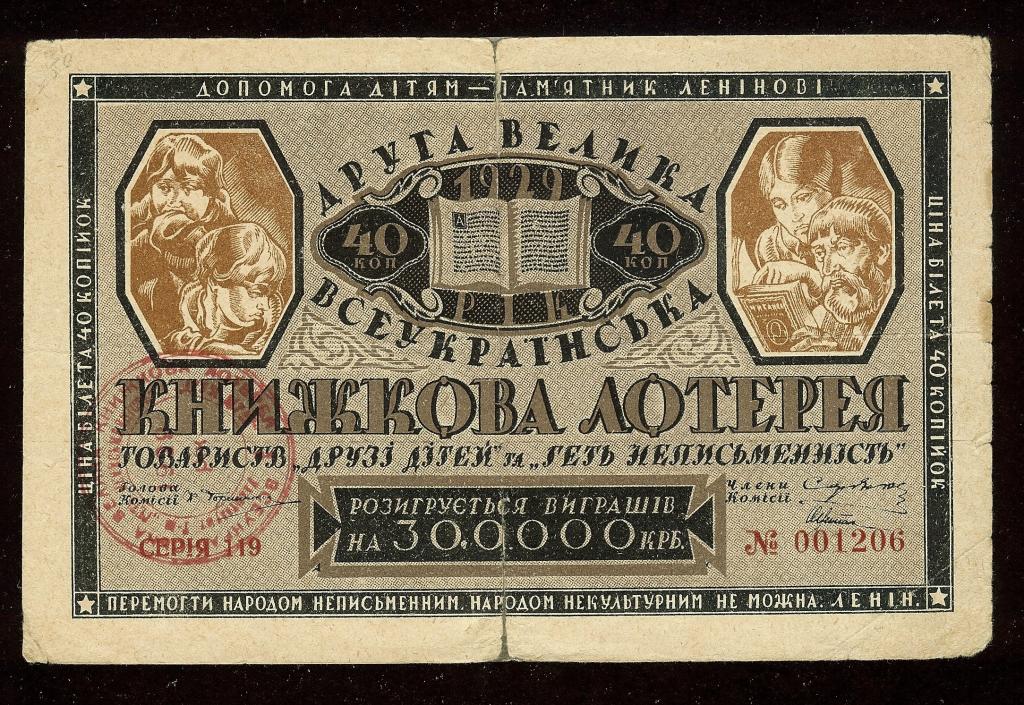 ДОПОМОГА ДІТЯМ — ПАМ'ЯТНИК ЛЕНІНОВІ
ЦІНА БІЛЕТА 40 КОПІЙОК
ЦІНА БІЛЕТА 40 КОПІЙОК
ДРУГА ВЕЛИКА
1929
40 КОП
40 КОП
РІК
ВСЕУКРАЇНСЬКА
КНИЖКОВА ЛОТЕРЕЯ
ТОВАРИСТВ „ДРУЗІ ДІТЕЙ" та „ГЕТЬ НЕПИСЬМЕННІСТЬ"
Голова Комісії
Члени Комісії
РОЗИГРУЄТЬСЯ ВИГРАШІВ
НА 300.000 КРБ.
СЕРІЯ 119
№ 001206
ПЕРЕМОГТИ НАРОДОМ НЕПИСЬМЕННИМ, НАРОДОМ НЕКУЛЬТУРНИМ НЕ МОЖНА. ЛЕНІН.